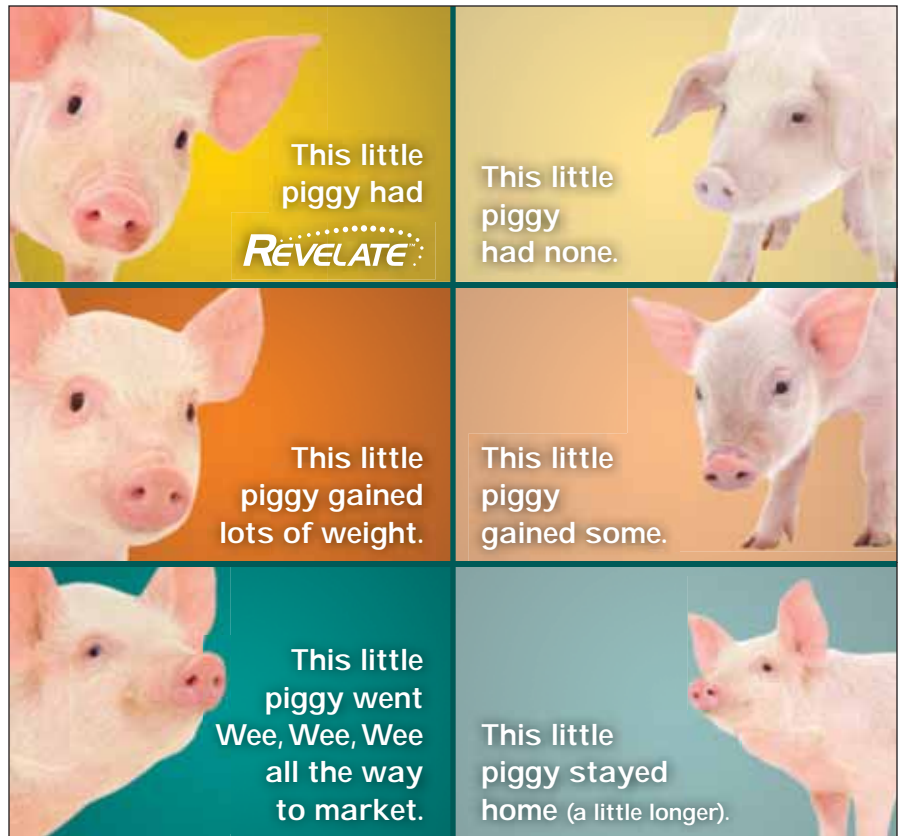 This little
piggy had
REVELATE™
This little
piggy
had none.
This little
piggy gained
lots of weight.
This little
piggy
gained some.
This little
piggy went
Wee, Wee, Wee
all the way
to market.
This little
piggy stayed
home (a little longer).